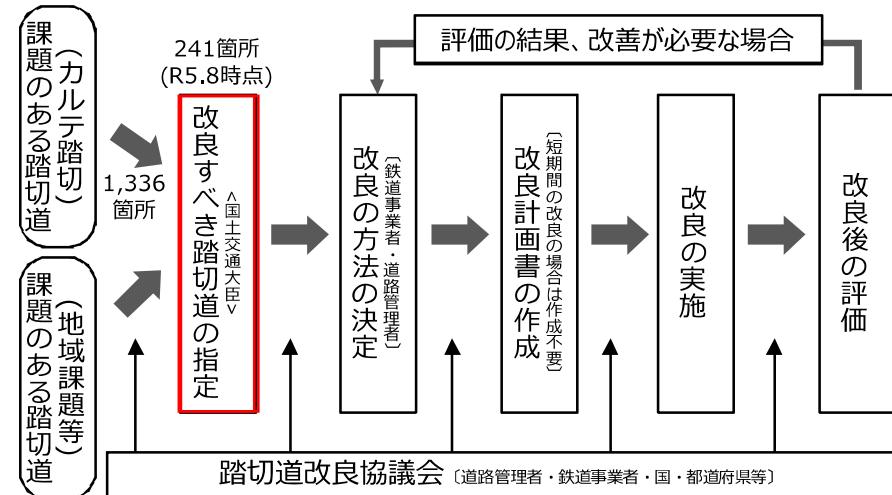 課題のある踏切道
（カルテ踏切）
1,336
箇所
課題のある踏切道
（地域課題等）
241箇所
(R5.8時点)
改良すべき踏切道の指定
<国土交通大臣>
評価の結果、改善が必要な場合
改良の方法の決定
〔鉄道事業者・道路管理者〕
改良計画書の作成
〔短期間の改良の場合は作成不要〕
改良の実施
改良後の評価
踏切道改良協議会〔道路管理者・鉄道事業者・国・都道府県等〕